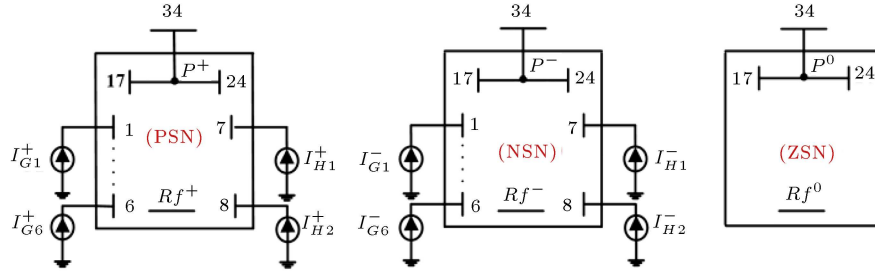 34 34 34
17 P⁺ 24 17 P⁻ 24 17 P⁰ 24
1 (PSN) 7 1 (NSN) 7 (ZSN)
I⁺_{G1} I⁺_{H1} I⁻_{G1} I⁻_{H1}
6 Rf⁺ 8 6 Rf⁻ 8 Rf⁰
I⁺_{G6} I⁺_{H2} I⁻_{G6} I⁻_{H2}